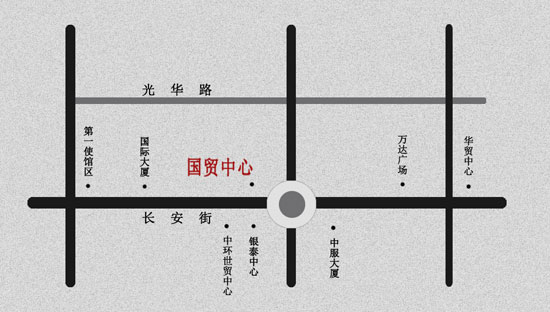 光华路
第一使馆区
国际大厦
国贸中心
万达广场
华贸中心
长安街
中环世贸中心
银泰中心
中服大厦